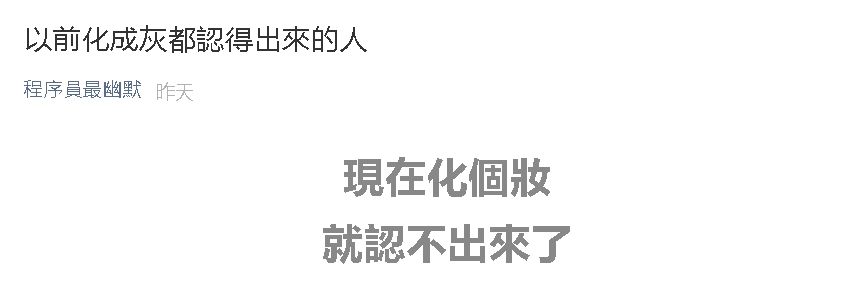 以前化成灰都認得出來的人
程序員最幽默 昨天
現在化個妝
就認不出來了